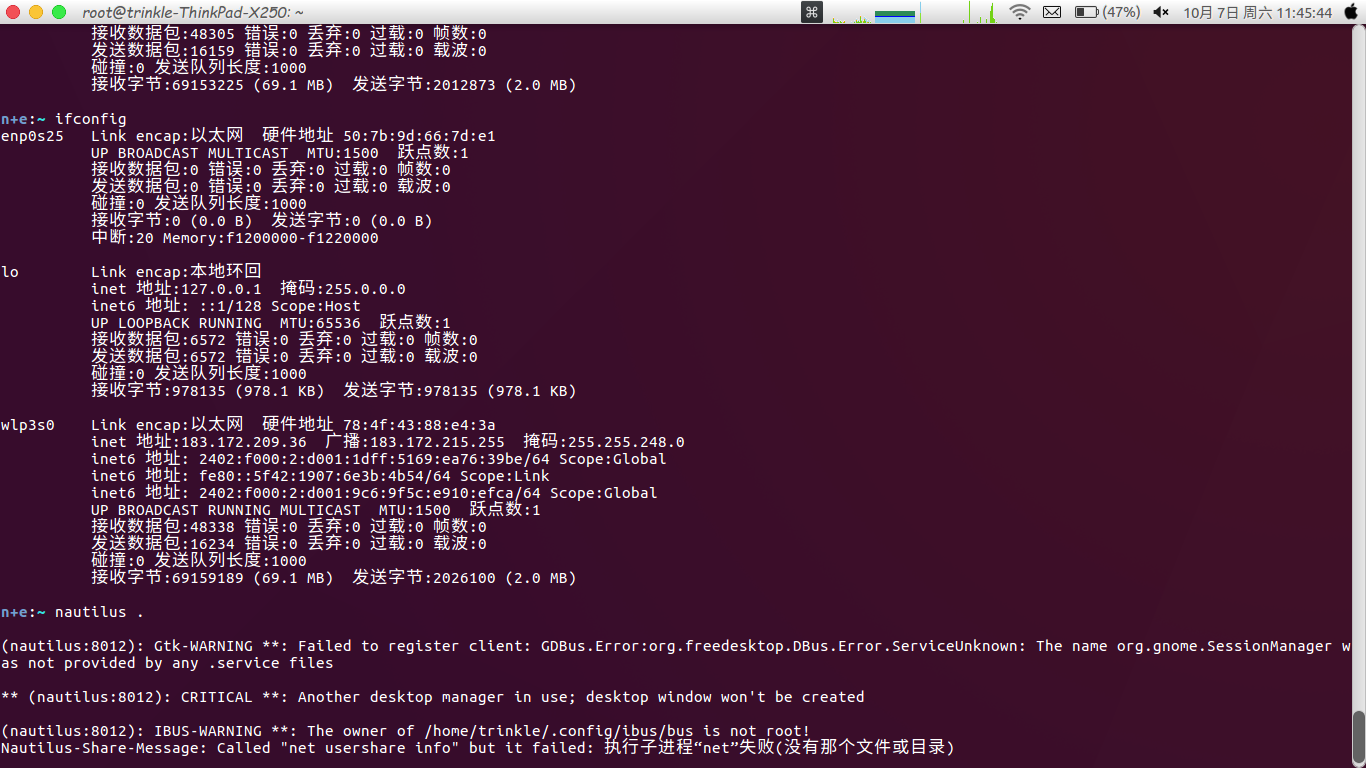 root@trinkle-ThinkPad-X250: ~ ⌘ (47%) 10月 7日 周六 11:45:44
接收数据包:48305 错误:0 丢弃:0 过载:0 帧数:0
发送数据包:16159 错误:0 丢弃:0 过载:0 载波:0
碰撞:0 发送队列长度:1000
接收字节:69153225 (69.1 MB)  发送字节:2012873 (2.0 MB)
n+e:~ ifconfig
enp0s25   Link encap:以太网  硬件地址 50:7b:9d:66:7d:e1
UP BROADCAST MULTICAST  MTU:1500  跃点数:1
接收数据包:0 错误:0 丢弃:0 过载:0 帧数:0
发送数据包:0 错误:0 丢弃:0 过载:0 载波:0
碰撞:0 发送队列长度:1000
接收字节:0 (0.0 B)  发送字节:0 (0.0 B)
中断:20 Memory:f1200000-f1220000
lo        Link encap:本地环回
inet 地址:127.0.0.1  掩码:255.0.0.0
inet6 地址: ::1/128 Scope:Host
UP LOOPBACK RUNNING  MTU:65536  跃点数:1
接收数据包:6572 错误:0 丢弃:0 过载:0 帧数:0
发送数据包:6572 错误:0 丢弃:0 过载:0 载波:0
碰撞:0 发送队列长度:1000
接收字节:978135 (978.1 KB)  发送字节:978135 (978.1 KB)
wlp3s0    Link encap:以太网  硬件地址 78:4f:43:88:e4:3a
inet 地址:183.172.209.36  广播:183.172.215.255  掩码:255.255.248.0
inet6 地址: 2402:f000:2:d001:1dff:5169:ea76:39be/64 Scope:Global
inet6 地址: fe80::5f42:1907:6e3b:4b54/64 Scope:Link
inet6 地址: 2402:f000:2:d001:9c6:9f5c:e910:efca/64 Scope:Global
UP BROADCAST RUNNING MULTICAST  MTU:1500  跃点数:1
接收数据包:48338 错误:0 丢弃:0 过载:0 帧数:0
发送数据包:16234 错误:0 丢弃:0 过载:0 载波:0
碰撞:0 发送队列长度:1000
接收字节:69159189 (69.1 MB)  发送字节:2026100 (2.0 MB)
n+e:~ nautilus .
(nautilus:8012): Gtk-WARNING **: Failed to register client: GDBus.Error:org.freedesktop.DBus.Error.ServiceUnknown: The name org.gnome.SessionManager w
as not provided by any .service files
** (nautilus:8012): CRITICAL **: Another desktop manager in use; desktop window won't be created
(nautilus:8012): IBUS-WARNING **: The owner of /home/trinkle/.config/ibus/bus is not root!
Nautilus-Share-Message: Called "net usershare info" but it failed: 执行子进程“net”失败(没有那个文件或目录)